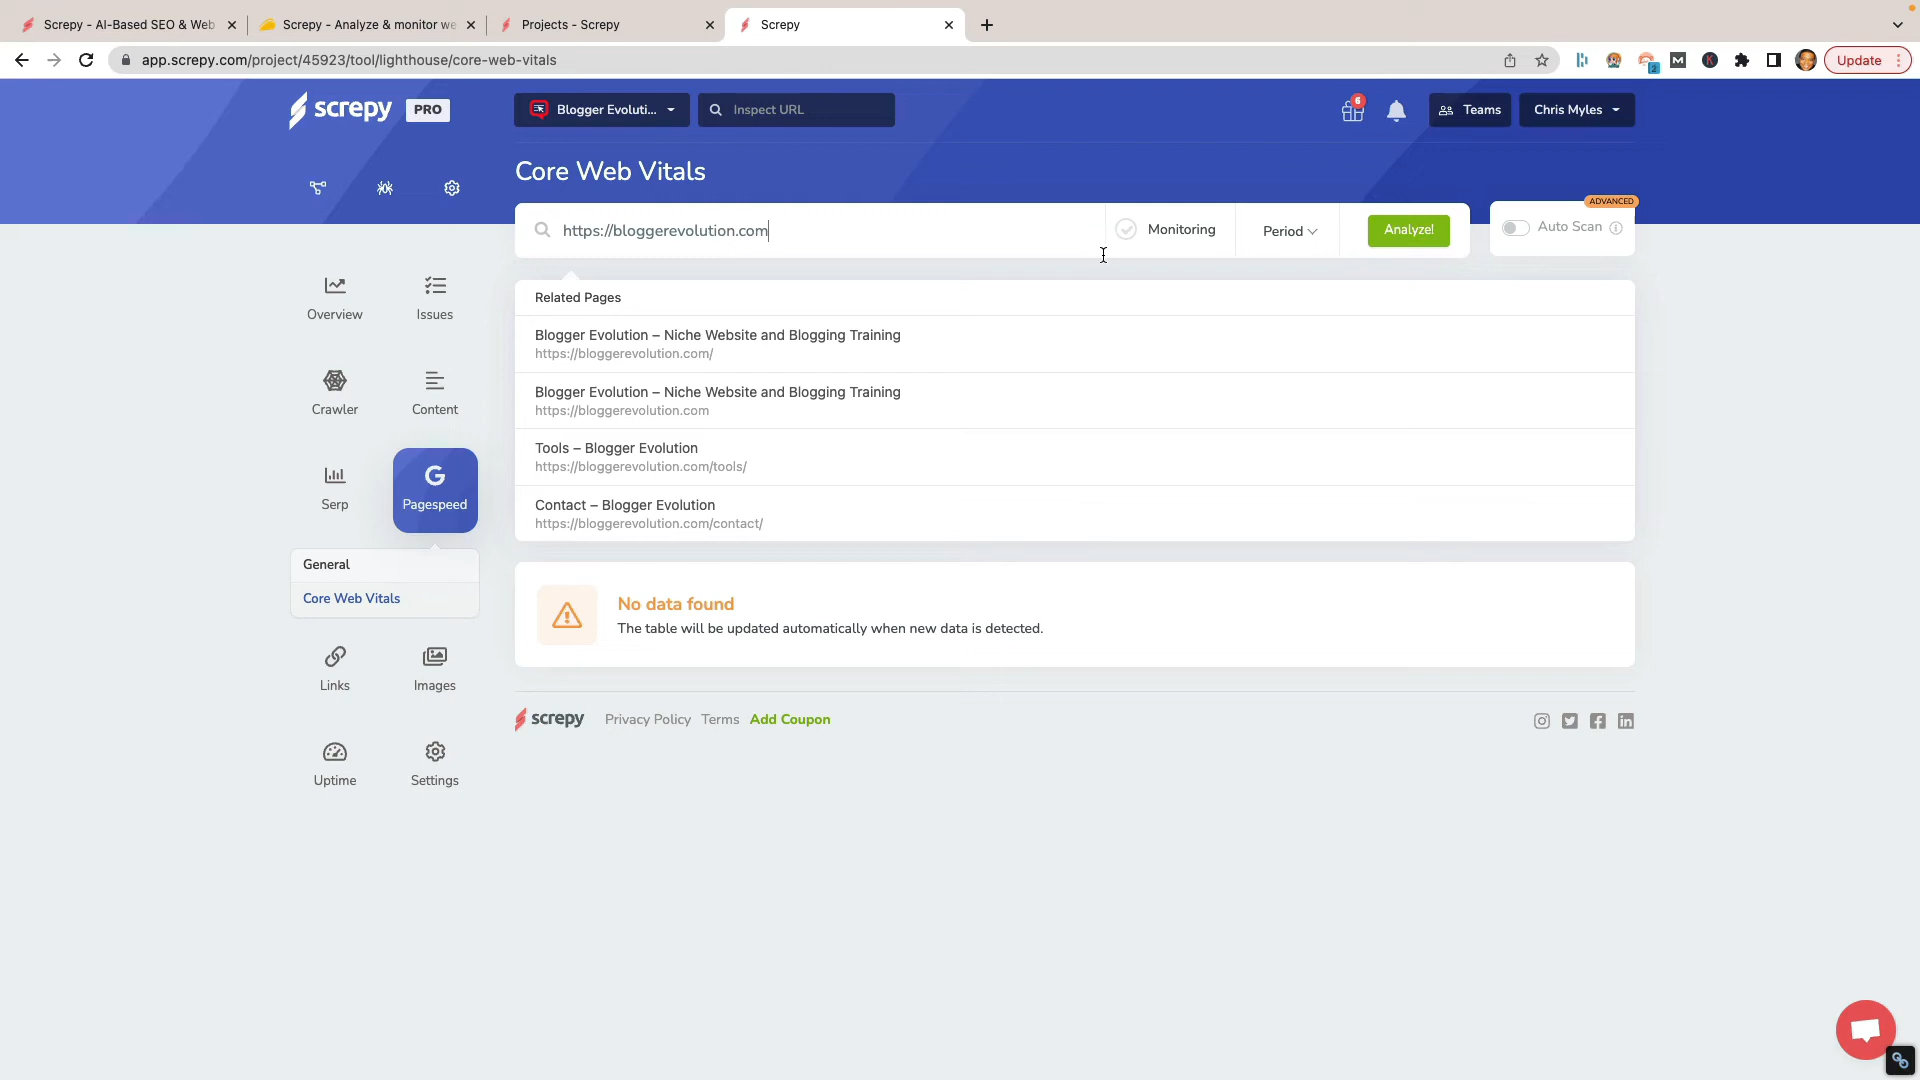 Screpy - AI-Based SEO & Web
Screpy - Analyze & monitor we
Projects - Screpy
Screpy
app.screpy.com/project/45923/tool/lighthouse/core-web-vitals
2
M
K
Update
screpy PRO
Blogger Evoluti...
Inspect URL
6
Teams
Chris Myles
Core Web Vitals
https://bloggerevolution.com
Monitoring
Period
Analyze!
ADVANCED
Auto Scan
Overview
Issues
Crawler
Content
Serp
Pagespeed
General
Core Web Vitals
Links
Images
Uptime
Settings
Related Pages
Blogger Evolution – Niche Website and Blogging Training
https://bloggerevolution.com/
Blogger Evolution – Niche Website and Blogging Training
https://bloggerevolution.com
Tools – Blogger Evolution
https://bloggerevolution.com/tools/
Contact – Blogger Evolution
https://bloggerevolution.com/contact/
No data found
The table will be updated automatically when new data is detected.
screpy Privacy Policy Terms Add Coupon